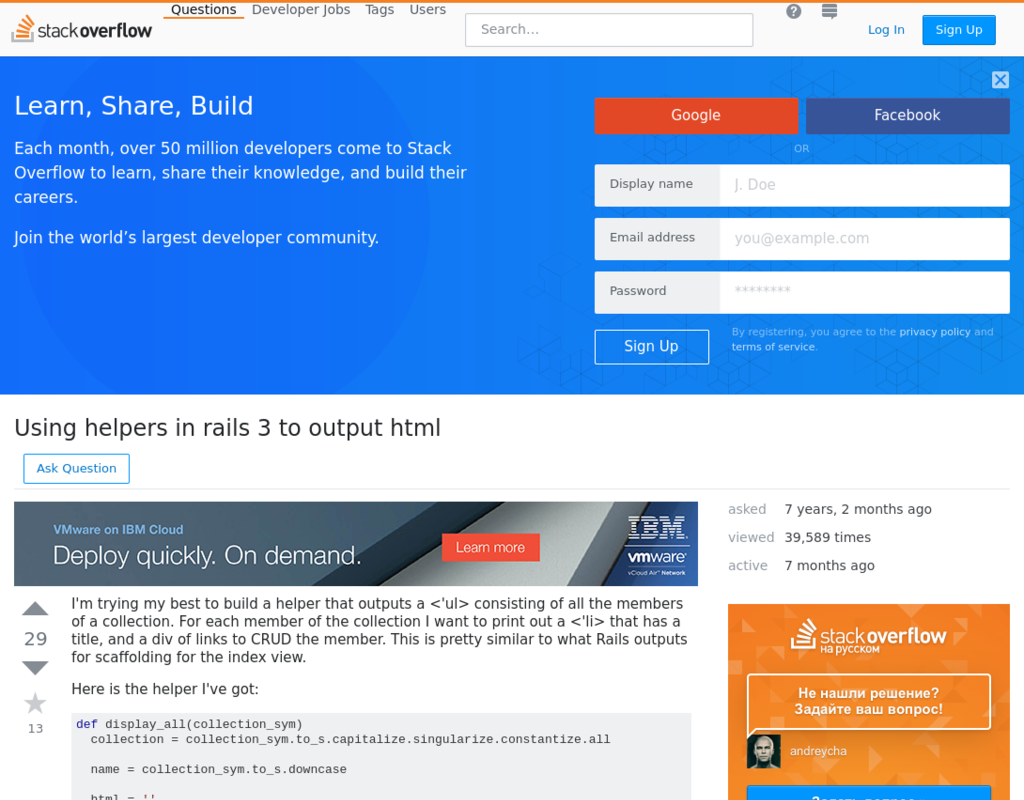 Questions Developer Jobs Tags Users
stackoverflow
Search...
?
Log In
Sign Up
Learn, Share, Build
Each month, over 50 million developers come to Stack
Overflow to learn, share their knowledge, and build their
careers.
Join the world’s largest developer community.
Google
Facebook
OR
Display name
J. Doe
Email address
you@example.com
Password
********
Sign Up
By registering, you agree to the privacy policy and
terms of service.
Using helpers in rails 3 to output html
Ask Question
VMware on IBM Cloud
Deploy quickly. On demand.
Learn more
IBM
vmware
vCloud Air™ Network
asked 7 years, 2 months ago
viewed 39,589 times
active 7 months ago
29
13
I'm trying my best to build a helper that outputs a <'ul> consisting of all the members
of a collection. For each member of the collection I want to print out a <'li> that has a
title, and a div of links to CRUD the member. This is pretty similar to what Rails outputs
for scaffolding for the index view.
Here is the helper I've got:
def display_all(collection_sym)
collection = collection_sym.to_s.capitalize.singularize.constantize.all
name = collection_sym.to_s.downcase
html = ''
stackoverflow
на русском
Не нашли решение?
Задайте ваш вопрос!
andreycha